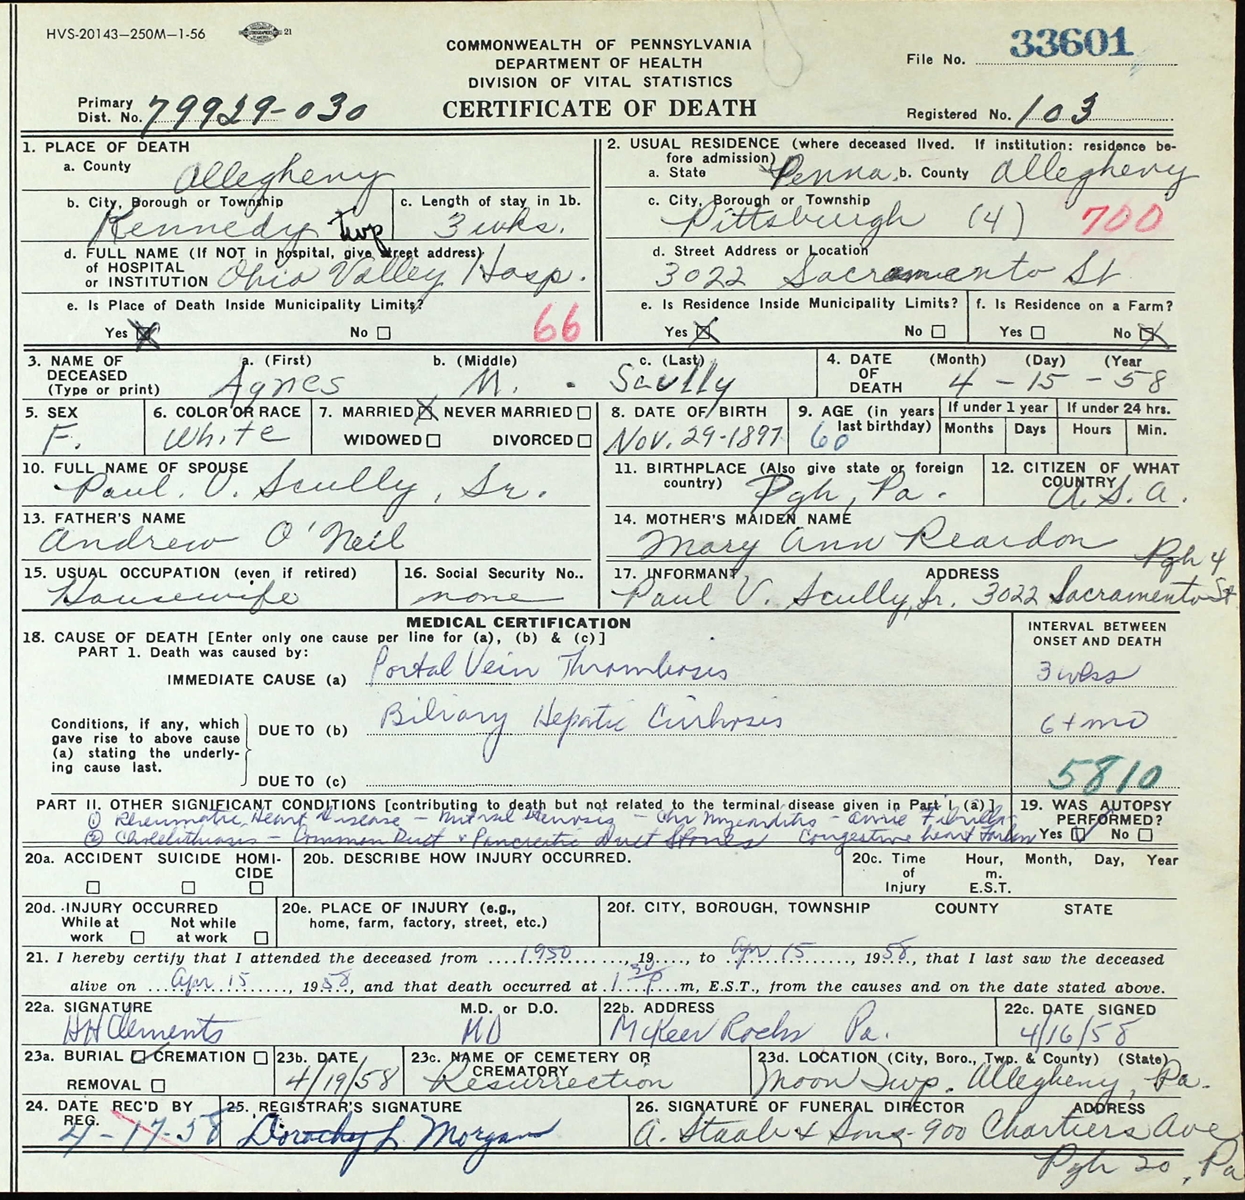 HVS-20143-250M-1-56 21
COMMONWEALTH OF PENNSYLVANIA
DEPARTMENT OF HEALTH
DIVISION OF VITAL STATISTICS
CERTIFICATE OF DEATH
File No. 33601
Primary Dist. No. 79929-030
Registered No. 103
1. PLACE OF DEATH
a. County Allegheny
b. City, Borough or Township Kennedy Twp
c. Length of stay in 1b. 3 wks.
d. FULL NAME (If NOT in hospital, give street address) of HOSPITAL or INSTITUTION Ohio Valley Hosp.
e. Is Place of Death Inside Municipality Limits?
Yes ☒ No ☐ 66
2. USUAL RESIDENCE (where deceased lived. If institution: residence before admission)
a. State Penna. b. County Allegheny
c. City, Borough or Township Pittsburgh (4) 700
d. Street Address or Location
3022 Sacramento St
e. Is Residence Inside Municipality Limits? f. Is Residence on a Farm?
Yes ☒ No ☐ Yes ☐ No ☒
3. NAME OF DECEASED (Type or print) a. (First) Agnes b. (Middle) M. c. (Last) Scully
4. DATE OF DEATH (Month) (Day) (Year 4 - 15 - 58
5. SEX F.
6. COLOR OR RACE White
7. MARRIED ☒ NEVER MARRIED ☐
WIDOWED ☐ DIVORCED ☐
8. DATE OF BIRTH Nov. 29-1897
9. AGE (in years last birthday) 60
If under 1 year Months Days
If under 24 hrs. Hours Min.
10. FULL NAME OF SPOUSE
Paul. V. Scully, Sr.
11. BIRTHPLACE (Also give state or foreign country) Pgh, Pa.
12. CITIZEN OF WHAT COUNTRY U.S.A.
13. FATHER'S NAME
Andrew O'Neil
14. MOTHER'S MAIDEN NAME
Mary Ann Reardon
15. USUAL OCCUPATION (even if retired)
Housewife
16. Social Security No..
none
17. INFORMANT ADDRESS Pgh 4
Paul V. Scully, Jr. 3022 Sacramento St
MEDICAL CERTIFICATION
18. CAUSE OF DEATH [Enter only one cause per line for (a), (b) & (c)]
INTERVAL BETWEEN ONSET AND DEATH
PART 1. Death was caused by:
IMMEDIATE CAUSE (a) Portal Vein Thrombosis 3 wks
Conditions, if any, which gave rise to above cause (a) stating the underlying cause last.
DUE TO (b) Biliary Hepatic Cirrhosis 6+ mo
DUE TO (c) 5810
PART II. OTHER SIGNIFICANT CONDITIONS [contributing to death but not related to the terminal disease given in Part I (a)]
① Rheumatic Heart Disease - Mitral Stenosis - Chr Myocarditis -
② Cholelithiasis - Common Duct & Pancreatic Duct Stones Congestive heart
19. WAS AUTOPSY PERFORMED?
Yes ☑ No ☐
20a. ACCIDENT SUICIDE HOMICIDE
☐ ☐ ☐
20b. DESCRIBE HOW INJURY OCCURRED.
20c. Time of Injury Hour, Month, Day, Year
m. E.S.T.
20d. INJURY OCCURRED
While at work ☐ Not while at work ☐
20e. PLACE OF INJURY (e.g., home, farm, factory, street, etc.)
20f. CITY, BOROUGH, TOWNSHIP COUNTY STATE
21. I hereby certify that I attended the deceased from ....1950........, 19....., to Apr 15......, 1958, that I last saw the deceased
alive on ...Apr 15......, 1958, and that death occurred at 1 30 P. m, E.S.T., from the causes and on the date stated above.
22a. SIGNATURE M.D. or D.O.
HH Clements MD
22b. ADDRESS
McKees Rocks Pa.
22c. DATE SIGNED
4/16/58
23a. BURIAL ☑ CREMATION ☐
REMOVAL ☐
23b. DATE
4/19/58
23c. NAME OF CEMETERY OR CREMATORY
Resurrection
23d. LOCATION (City, Boro., Twp. & County) (State)
Moon Twp. Allegheny, Pa.
24. DATE REC'D BY REG.
4-17-58
25. REGISTRAR'S SIGNATURE
Dorothy L. Morgan
26. SIGNATURE OF FUNERAL DIRECTOR ADDRESS
A. Staab & Sons-900 Chartiers Ave
Pgh 20, Pa